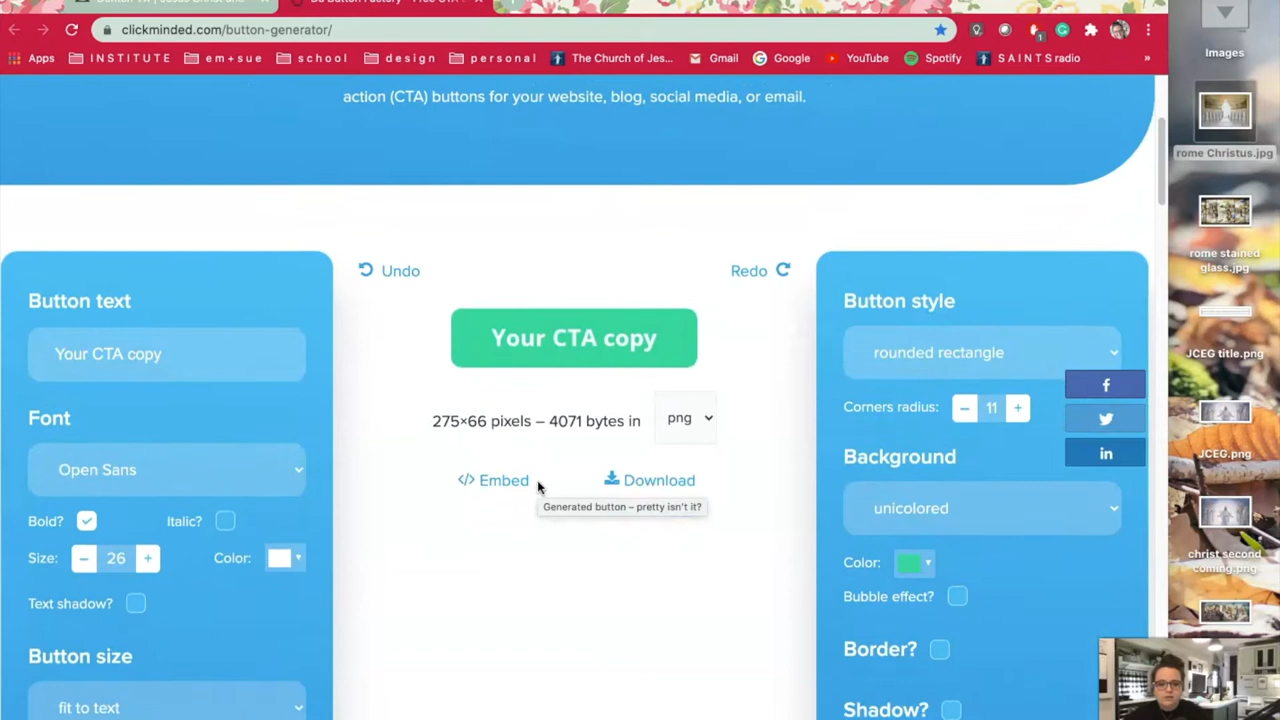 clickminded.com/button-generator/
Apps
INSTITUTE
em+sue
school
design
personal
The Church of Jes...
Gmail
Google
YouTube
Spotify
SAINTS radio
»
action (CTA) buttons for your website, blog, social media, or email.
Undo
Redo
Button text
Your CTA copy
Font
Open Sans
Bold?
Italic?
Size:
26
Color:
Text shadow?
Button size
fit to text
Your CTA copy
275×66 pixels – 4071 bytes in
png
</> Embed
Download
Generated button – pretty isn't it?
Button style
rounded rectangle
Corners radius:
11
Background
unicolored
Color:
Bubble effect?
Border?
Shadow?
Images
rome Christus.jpg
rome stained
glass.jpg
JCEG title.png
JCEG.png
christ second
coming.png